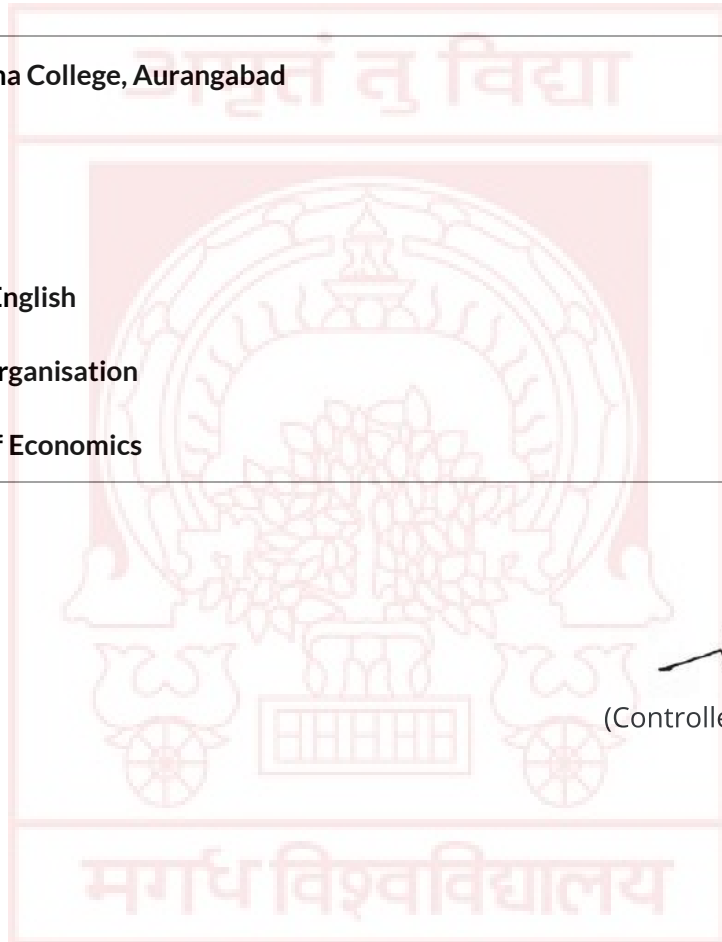 अमृतं तु विद्या
na College, Aurangabad
English
rganisation
f Economics
(Controlle
मगध विश्वविद्यालय